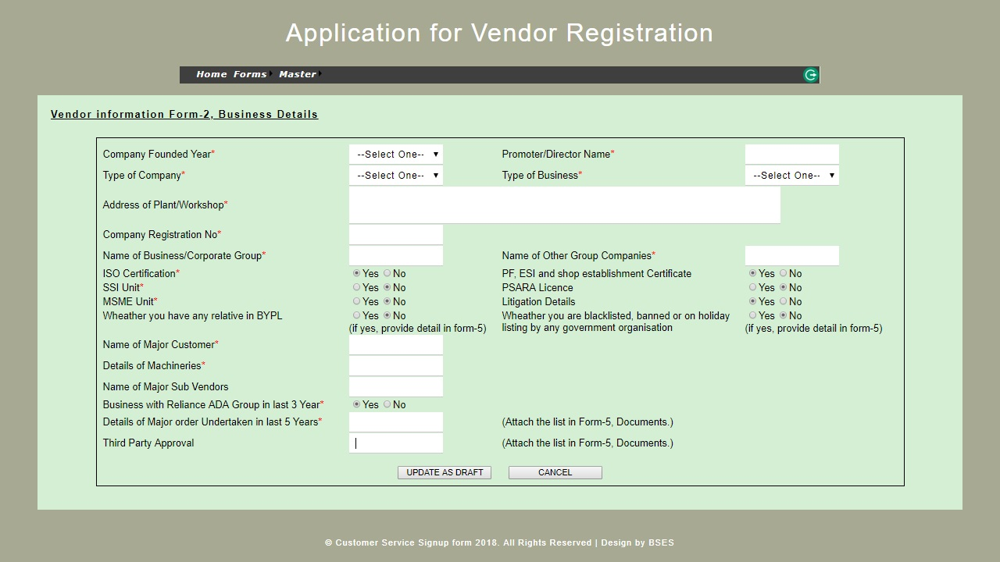 Application for Vendor Registration
Home Forms Master
Vendor information Form-2, Business Details
Company Founded Year* --Select One-- Promoter/Director Name*
Type of Company* --Select One-- Type of Business* --Select One--
Address of Plant/Workshop*
Company Registration No*
Name of Business/Corporate Group* Name of Other Group Companies*
ISO Certification* Yes No PF, ESI and shop establishment Certificate Yes No
SSI Unit* Yes No PSARA Licence Yes No
MSME Unit* Yes No Litigation Details Yes No
Wheather you have any relative in BYPL Yes No Wheather you are blacklisted, banned or on holiday Yes No
(if yes, provide detail in form-5) listing by any government organisation (if yes, provide detail in form-5)
Name of Major Customer*
Details of Machineries*
Name of Major Sub Vendors
Business with Reliance ADA Group in last 3 Year* Yes No
Details of Major order Undertaken in last 5 Years* (Attach the list in Form-5, Documents.)
Third Party Approval (Attach the list in Form-5, Documents.)
UPDATE AS DRAFT CANCEL
© Customer Service Signup form 2018. All Rights Reserved | Design by BSES